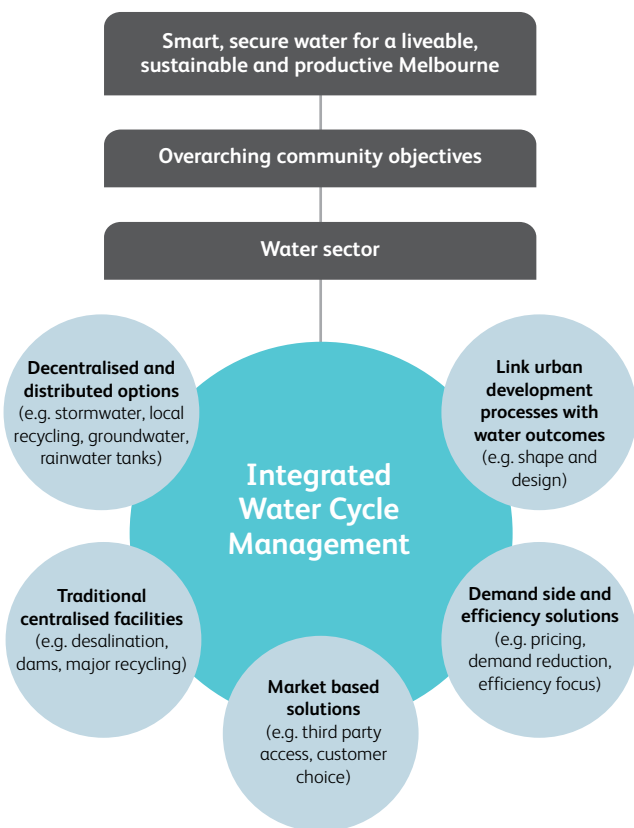 Smart, secure water for a liveable,
sustainable and productive Melbourne
Overarching community objectives
Water sector
Decentralised and
distributed options
(e.g. stormwater, local
recycling, groundwater,
rainwater tanks)
Link urban
development
processes with
water outcomes
(e.g. shape and
design)
Integrated
Water Cycle
Management
Traditional
centralised facilities
(e.g. desalination,
dams, major recycling)
Demand side and
efficiency solutions
(e.g. pricing,
demand reduction,
efficiency focus)
Market based
solutions
(e.g. third party
access, customer
choice)